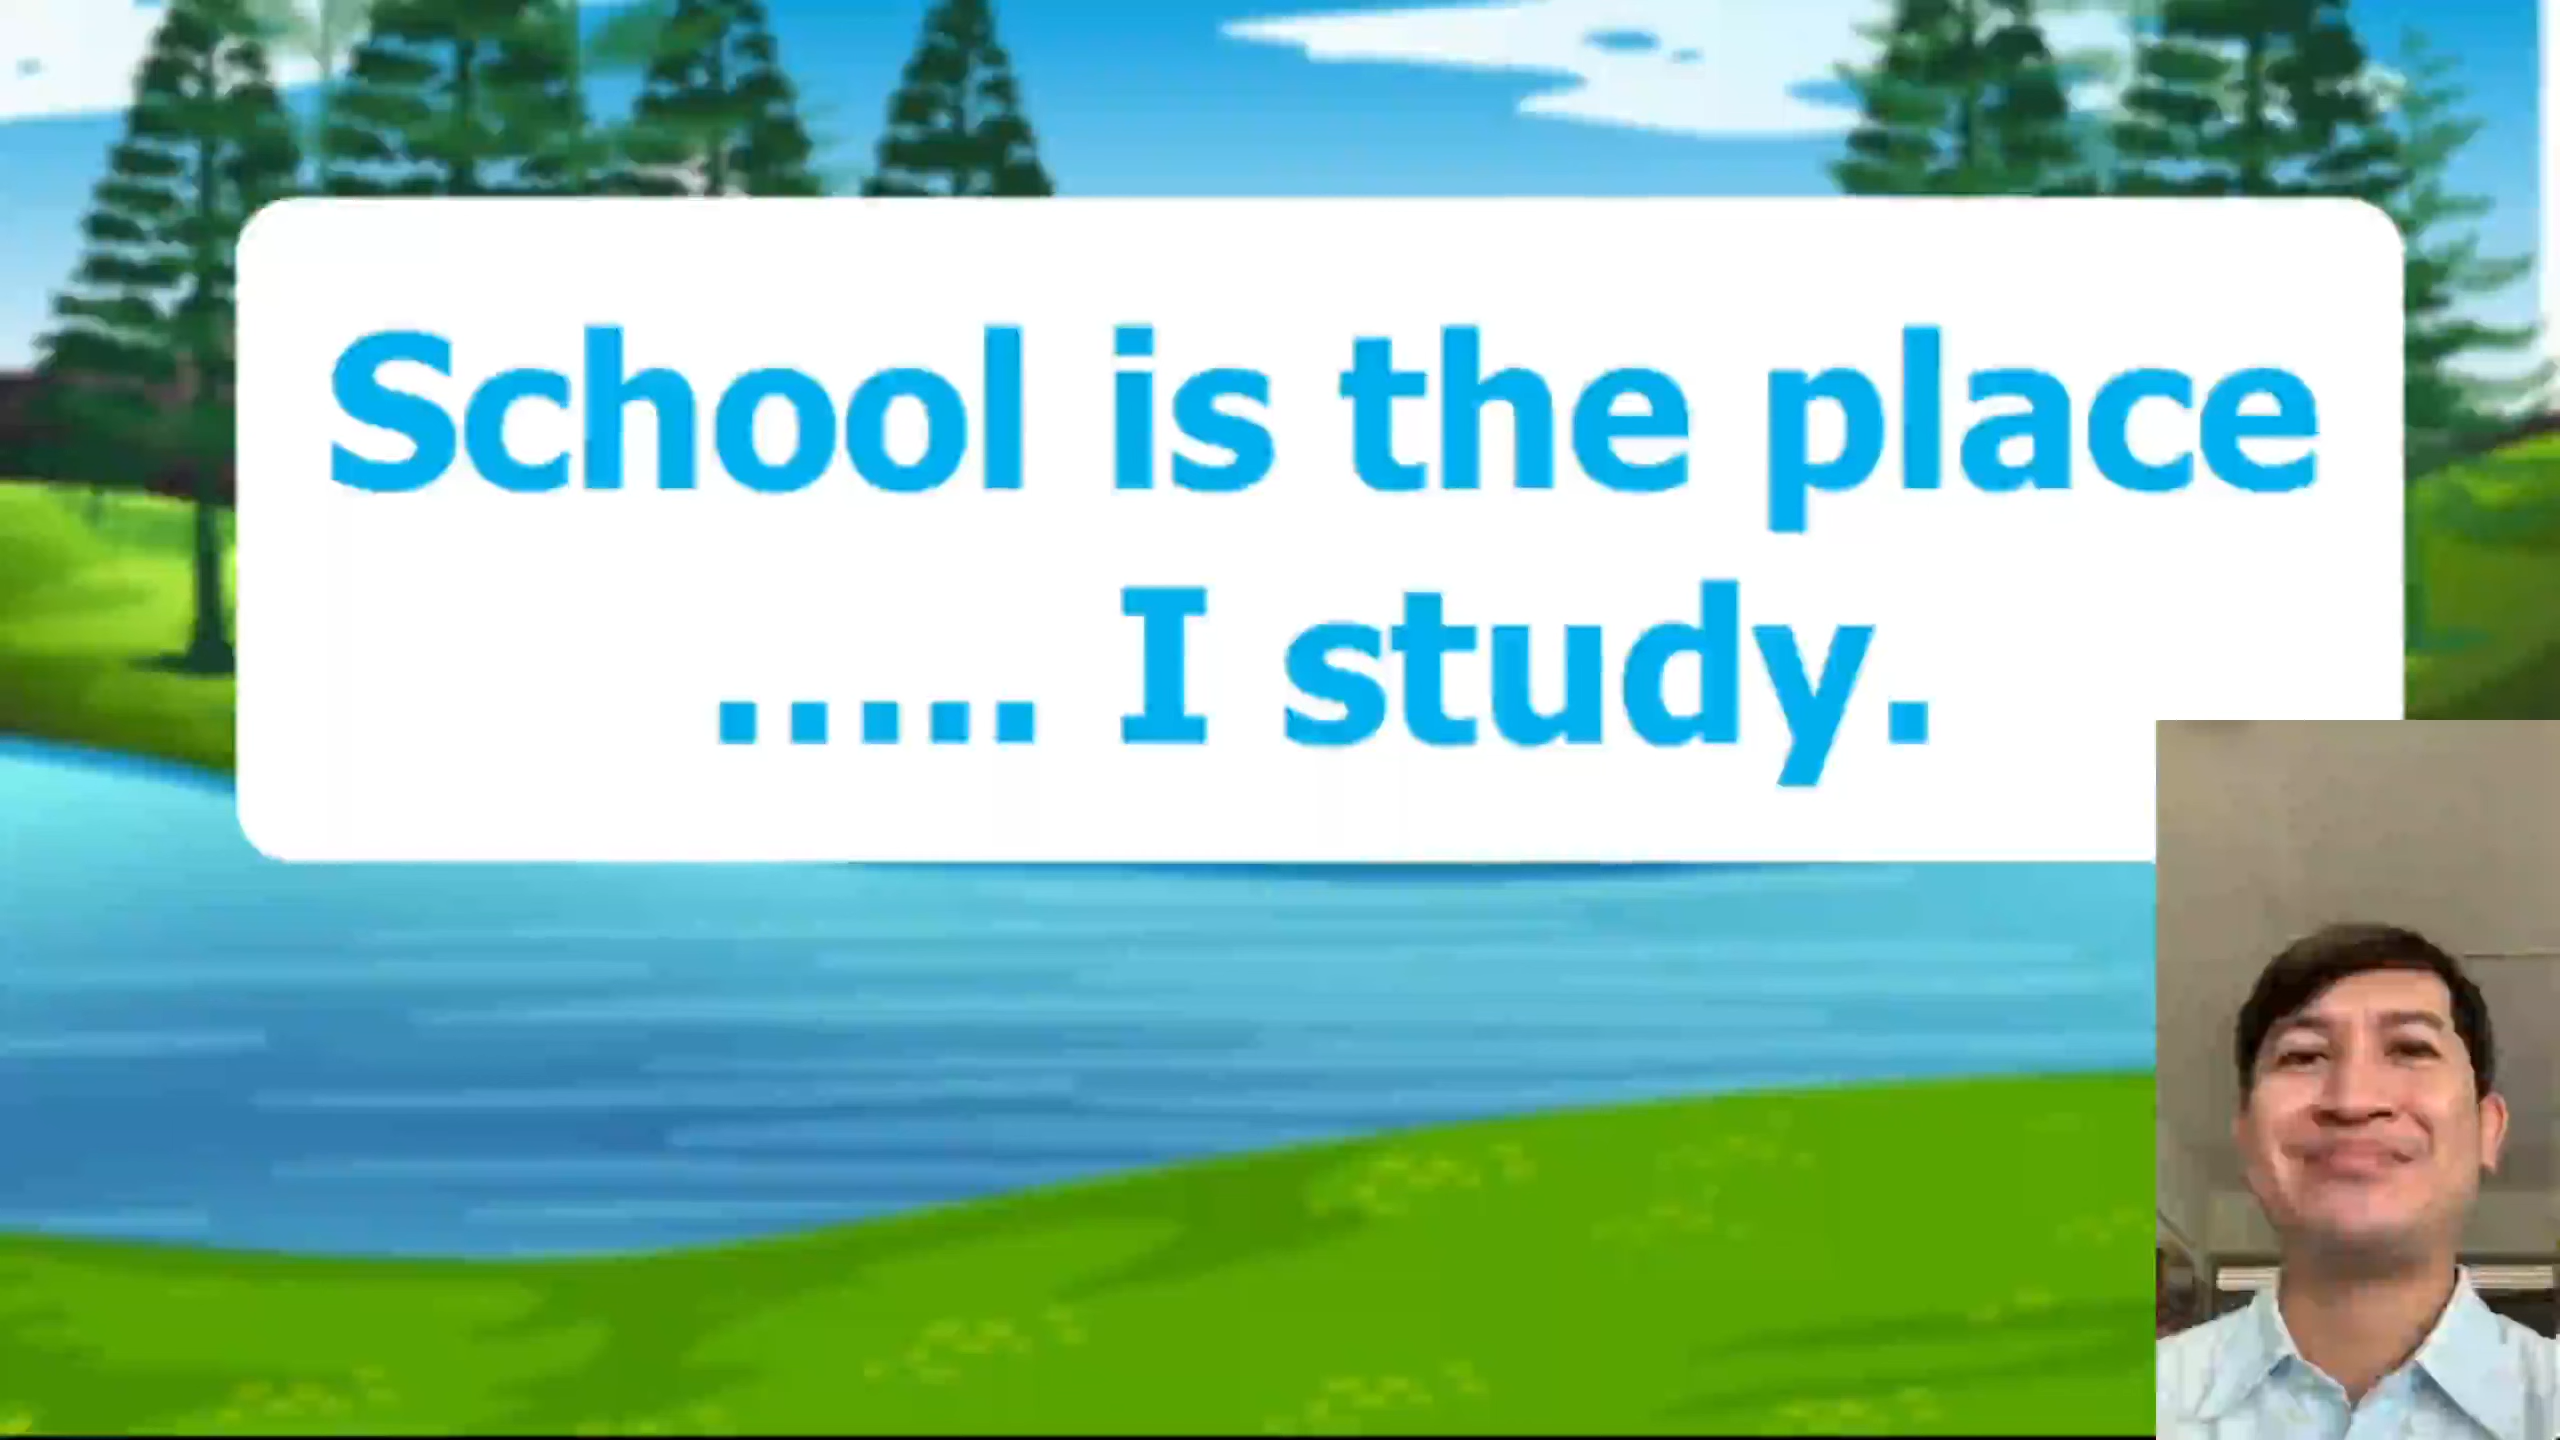 School is the place
..... I study.